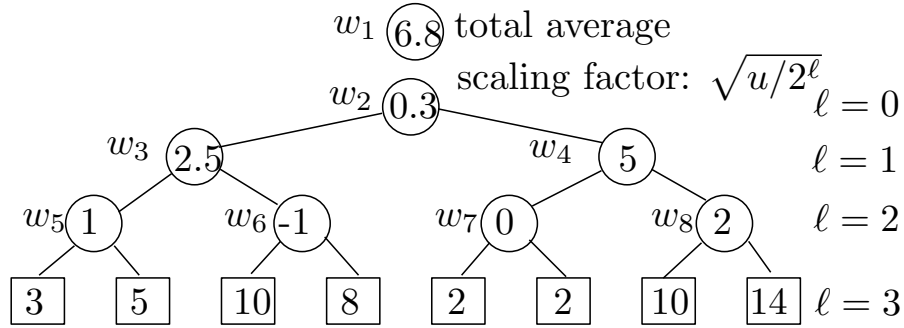 w₁ 6.8 total average
scaling factor: √(u/2^ℓ)
w₂ 0.3 ℓ = 0
w₃ 2.5 w₄ 5 ℓ = 1
w₅ 1 w₆ -1 w₇ 0 w₈ 2 ℓ = 2
3 5 10 8 2 2 10 14 ℓ = 3